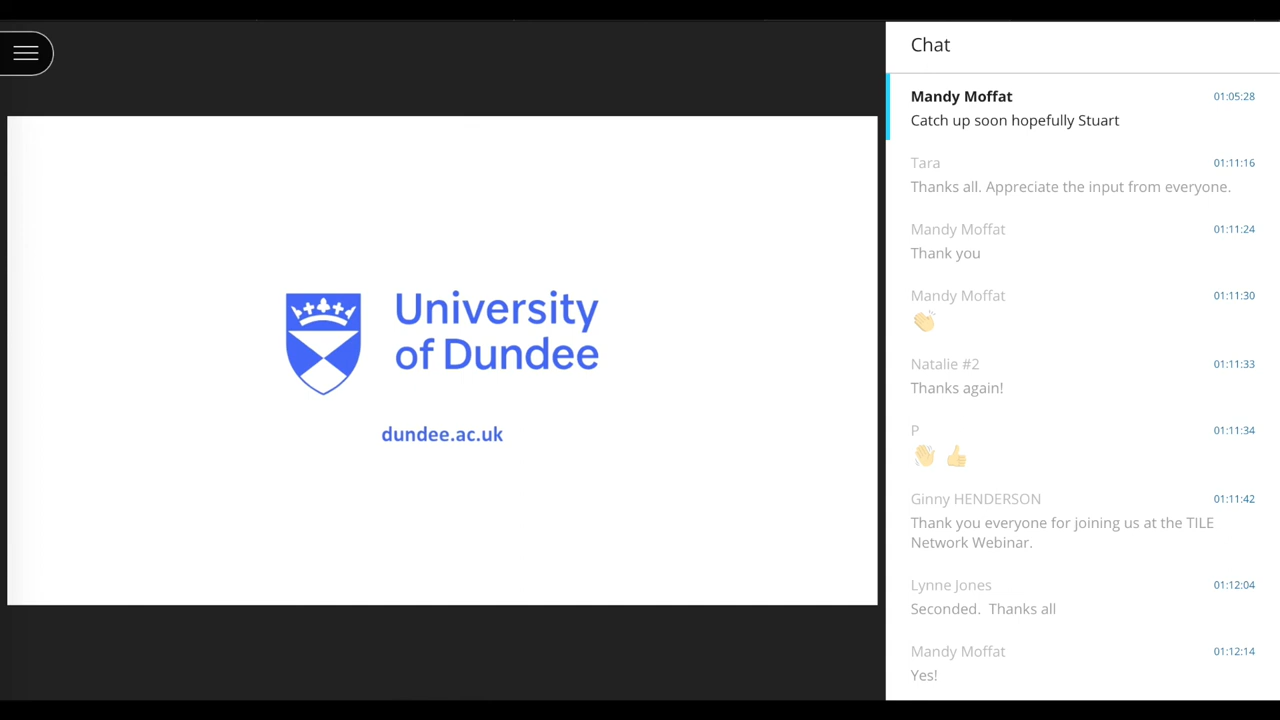 University
of Dundee
dundee.ac.uk
Chat
Mandy Moffat 01:05:28
Catch up soon hopefully Stuart
Tara 01:11:16
Thanks all. Appreciate the input from everyone.
Mandy Moffat 01:11:24
Thank you
Mandy Moffat 01:11:30
Natalie #2 01:11:33
Thanks again!
P 01:11:34
Ginny HENDERSON 01:11:42
Thank you everyone for joining us at the TILE
Network Webinar.
Lynne Jones 01:12:04
Seconded.  Thanks all
Mandy Moffat 01:12:14
Yes!